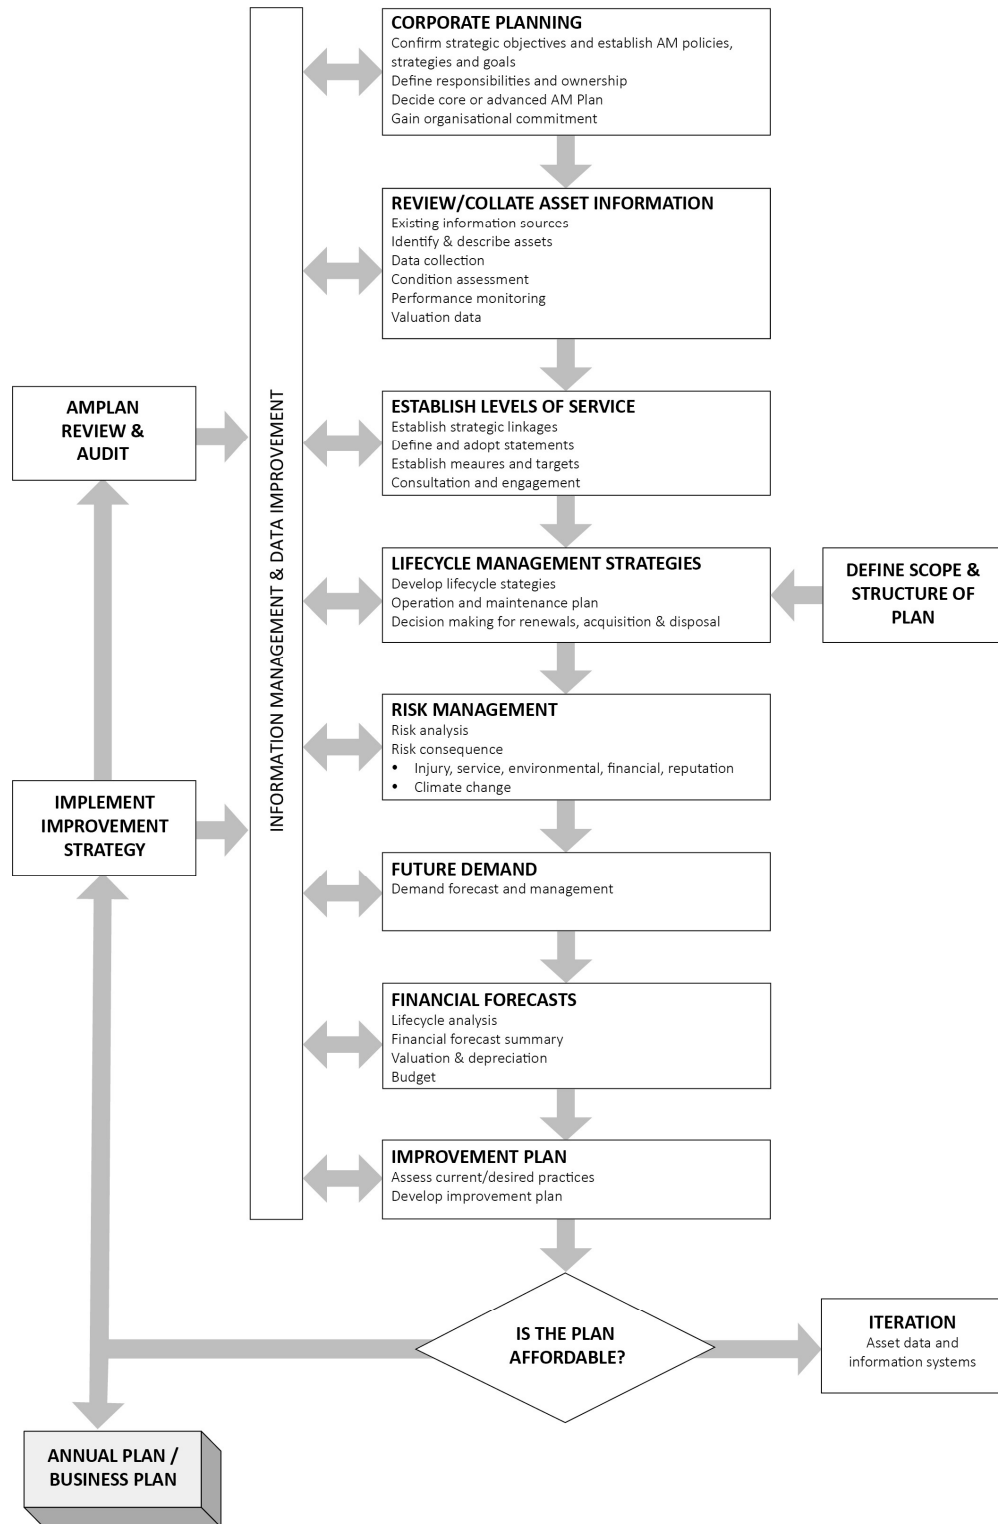 CORPORATE PLANNING
Confirm strategic objectives and establish AM policies,
strategies and goals
Define responsibilities and ownership
Decide core or advanced AM Plan
Gain organisational commitment
REVIEW/COLLATE ASSET INFORMATION
Existing information sources
Identify & describe assets
Data collection
Condition assessment
Performance monitoring
Valuation data
AMPLAN
REVIEW &
AUDIT
INFORMATION MANAGEMENT & DATA IMPROVEMENT
ESTABLISH LEVELS OF SERVICE
Establish strategic linkages
Define and adopt statements
Establish meaures and targets
Consultation and engagement
LIFECYCLE MANAGEMENT STRATEGIES
Develop lifecycle stategies
Operation and maintenance plan
Decision making for renewals, acquisition & disposal
DEFINE SCOPE &
STRUCTURE OF
PLAN
RISK MANAGEMENT
Risk analysis
Risk consequence
• Injury, service, environmental, financial, reputation
• Climate change
IMPLEMENT
IMPROVEMENT
STRATEGY
FUTURE DEMAND
Demand forecast and management
FINANCIAL FORECASTS
Lifecycle analysis
Financial forecast summary
Valuation & depreciation
Budget
IMPROVEMENT PLAN
Assess current/desired practices
Develop improvement plan
IS THE PLAN
AFFORDABLE?
ITERATION
Asset data and
information systems
ANNUAL PLAN /
BUSINESS PLAN